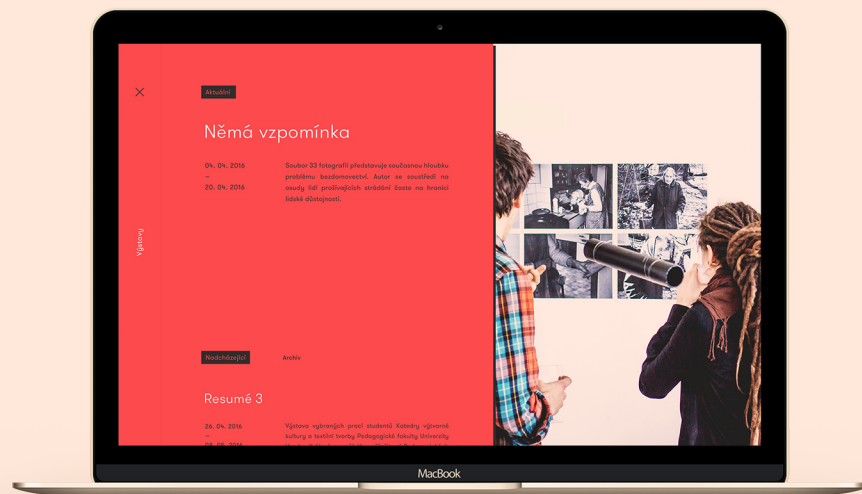 Aktuální
Němá vzpomínka
04. 04. 2016
–
20. 04. 2016
Soubor 33 fotografií představuje současnou hloubku
problému bezdomovectví. Autor se soustředí na
osudy lidí prožívajících strádání často na hranici
lidské důstojnosti.
Výstavy
Nadcházející
Archiv
Resumé 3
26. 04. 2016
–
Výstava vybraných prací studentů Katedry výtvarné
kultury a textilní tvorby Pedagogické fakulty Univerzity
MacBook